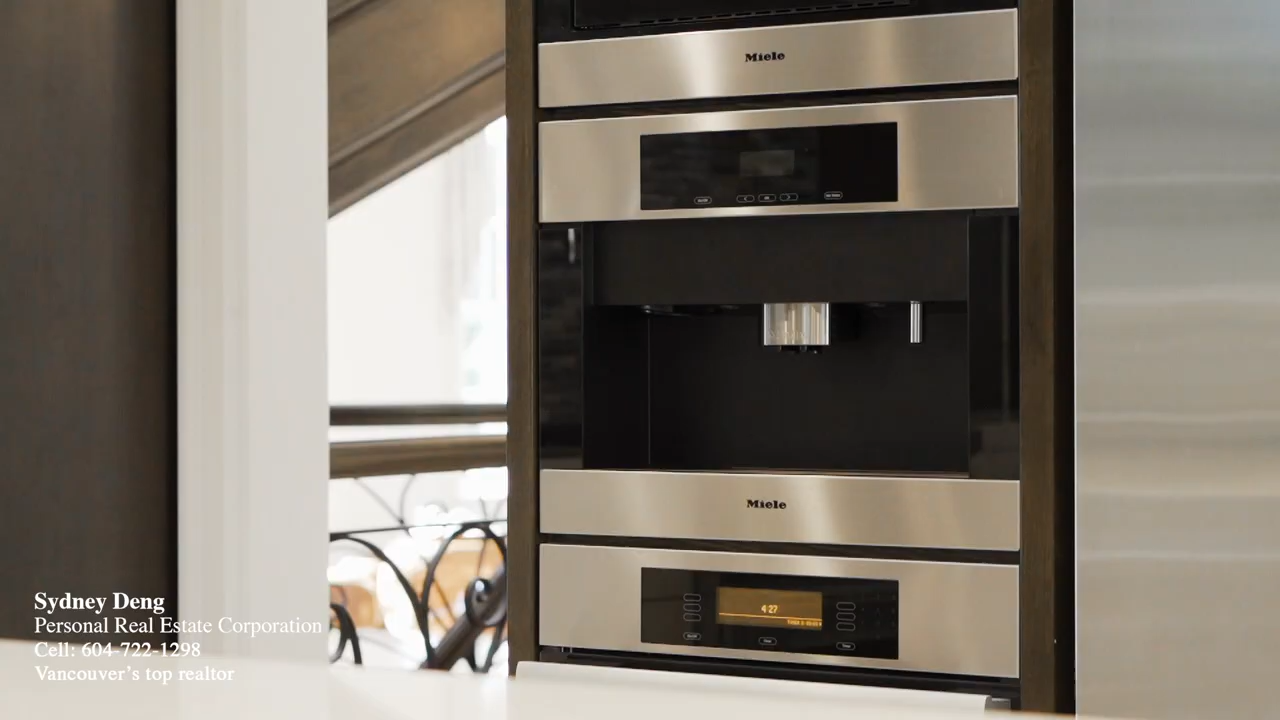 Miele
Miele
4:27
Sydney Deng
Personal Real Estate Corporation
Cell: 604-722-1298
Vancouver's top realtor